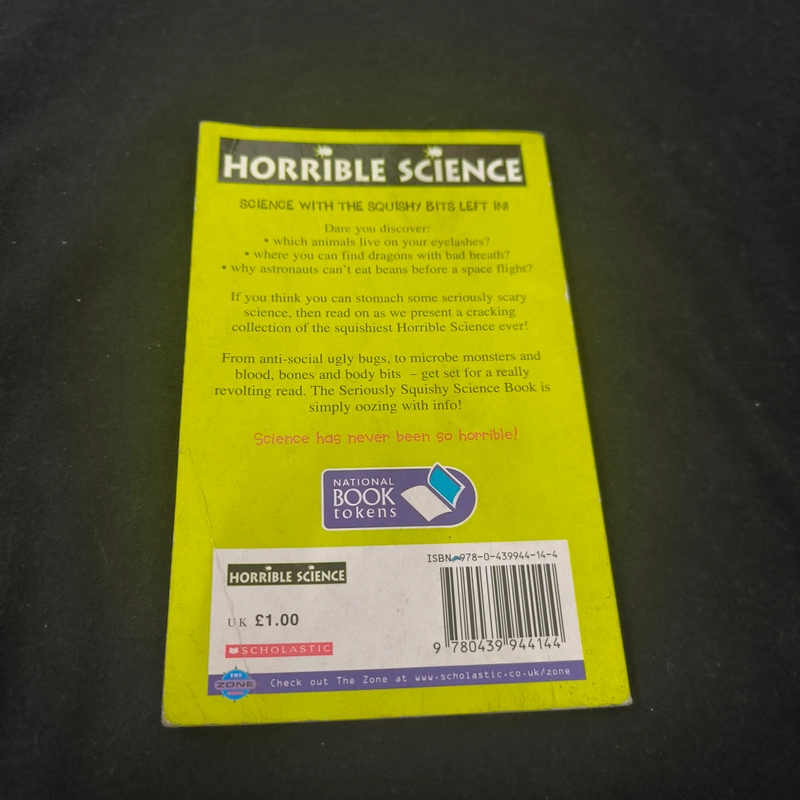 HORRIBLE SCIENCE
SCIENCE WITH THE SQUISHY BITS LEFT IN!
Dare you discover:
• which animals live on your eyelashes?
• where you can find dragons with bad breath?
• why astronauts can't eat beans before a space flight?
If you think you can stomach some seriously scary
science, then read on as we present a cracking
collection of the squishiest Horrible Science ever!
From anti-social ugly bugs, to microbe monsters and
blood, bones and body bits – get set for a really
revolting read. The Seriously Squishy Science Book is
simply oozing with info!
Science has never been so horrible!
NATIONAL
BOOK
tokens
ISBN 978-0-439944-14-4
HORRIBLE SCIENCE
UK £1.00
SCHOLASTIC
9 780439 944144
THE
ZONE
Check out The Zone at www.scholastic.co.uk/zone